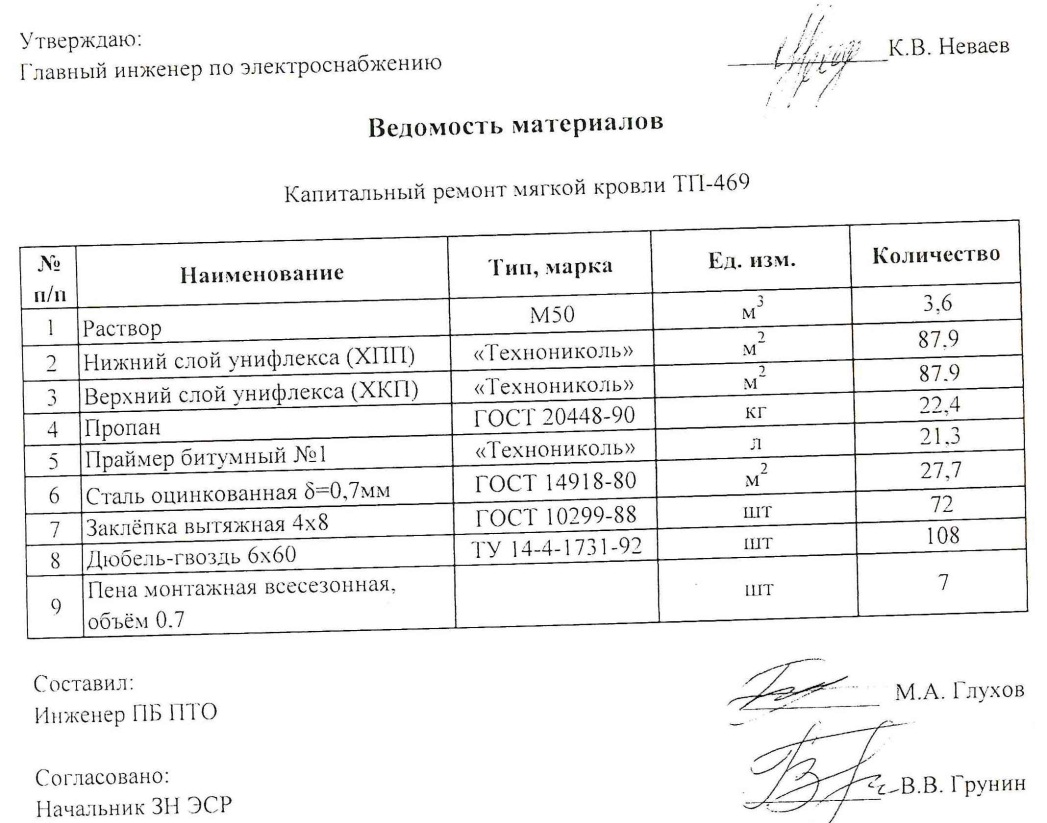 Утверждаю:
Главный инженер по электроснабжению
К.В. Неваев
Ведомость материалов
Капитальный ремонт мягкой кровли ТП-469
№ п/п Наименование Тип, марка Ед. изм. Количество
1 Раствор М50 м³ 3,6
2 Нижний слой унифлекса (ХПП) «Технониколь» м² 87,9
3 Верхний слой унифлекса (ХКП) «Технониколь» м² 87,9
4 Пропан ГОСТ 20448-90 кг 22,4
5 Праймер битумный №1 «Технониколь» л 21,3
6 Сталь оцинкованная δ=0,7мм ГОСТ 14918-80 м² 27,7
7 Заклёпка вытяжная 4х8 ГОСТ 10299-88 шт 72
8 Дюбель-гвоздь 6х60 ТУ 14-4-1731-92 шт 108
9 Пена монтажная всесезонная,
объём 0.7 шт 7
Составил:
Инженер ПБ ПТО
М.А. Глухов
Согласовано:
Начальник ЗН ЭСР
В.В. Грунин